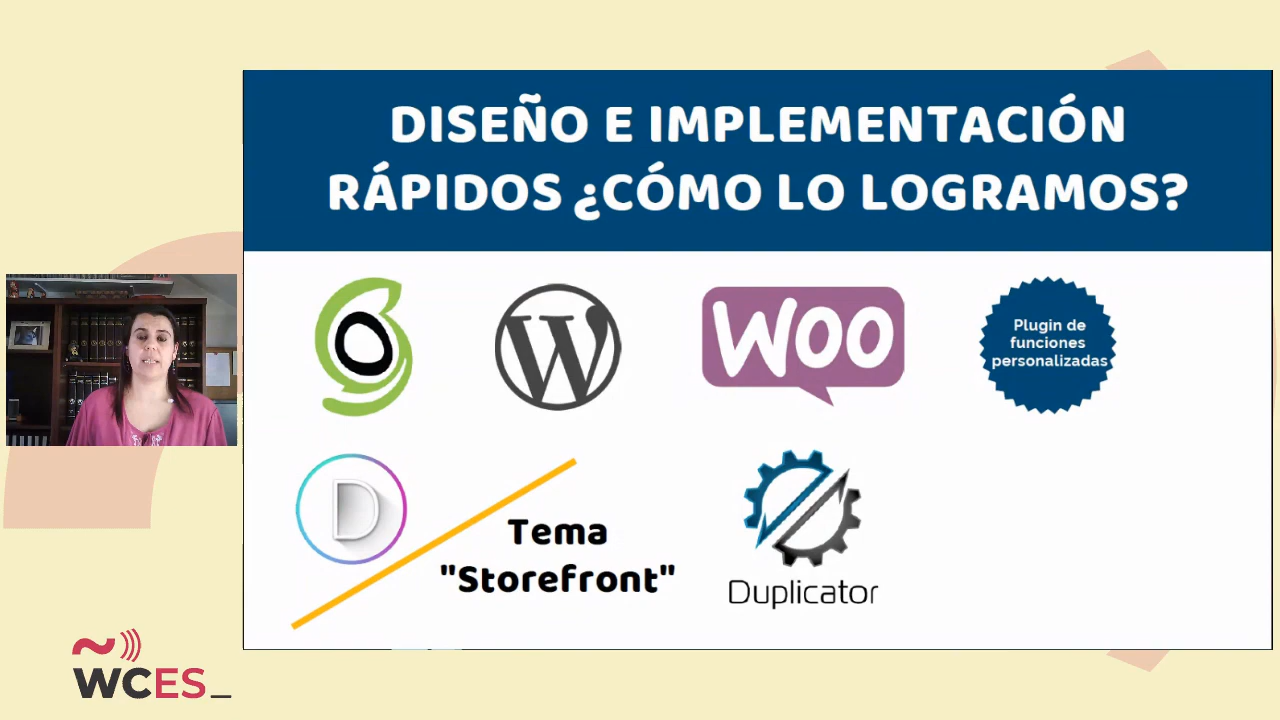 DISEÑO E IMPLEMENTACIÓN
RÁPIDOS ¿CÓMO LO LOGRAMOS?
W
WOO
Plugin de
funciones
personalizadas
D
Tema
"Storefront"
Duplicator
WCES_